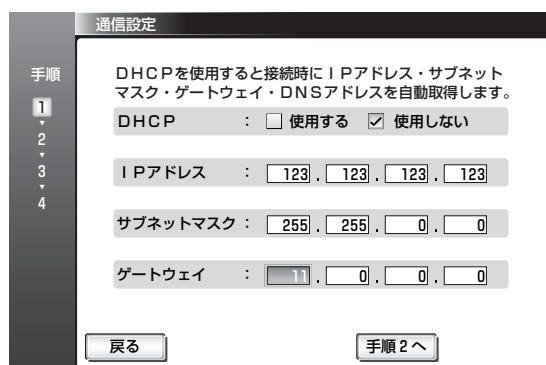 通信設定
手順
1
2
3
4
DHCPを使用すると接続時にIPアドレス・サブネット
マスク・ゲートウェイ・DNSアドレスを自動取得します。
DHCP : 使用する 使用しない
IPアドレス : 123 . 123 . 123 . 123
サブネットマスク : 255 . 255 . 0 . 0
ゲートウェイ : 11 . 0 . 0 . 0
戻る 手順2へ